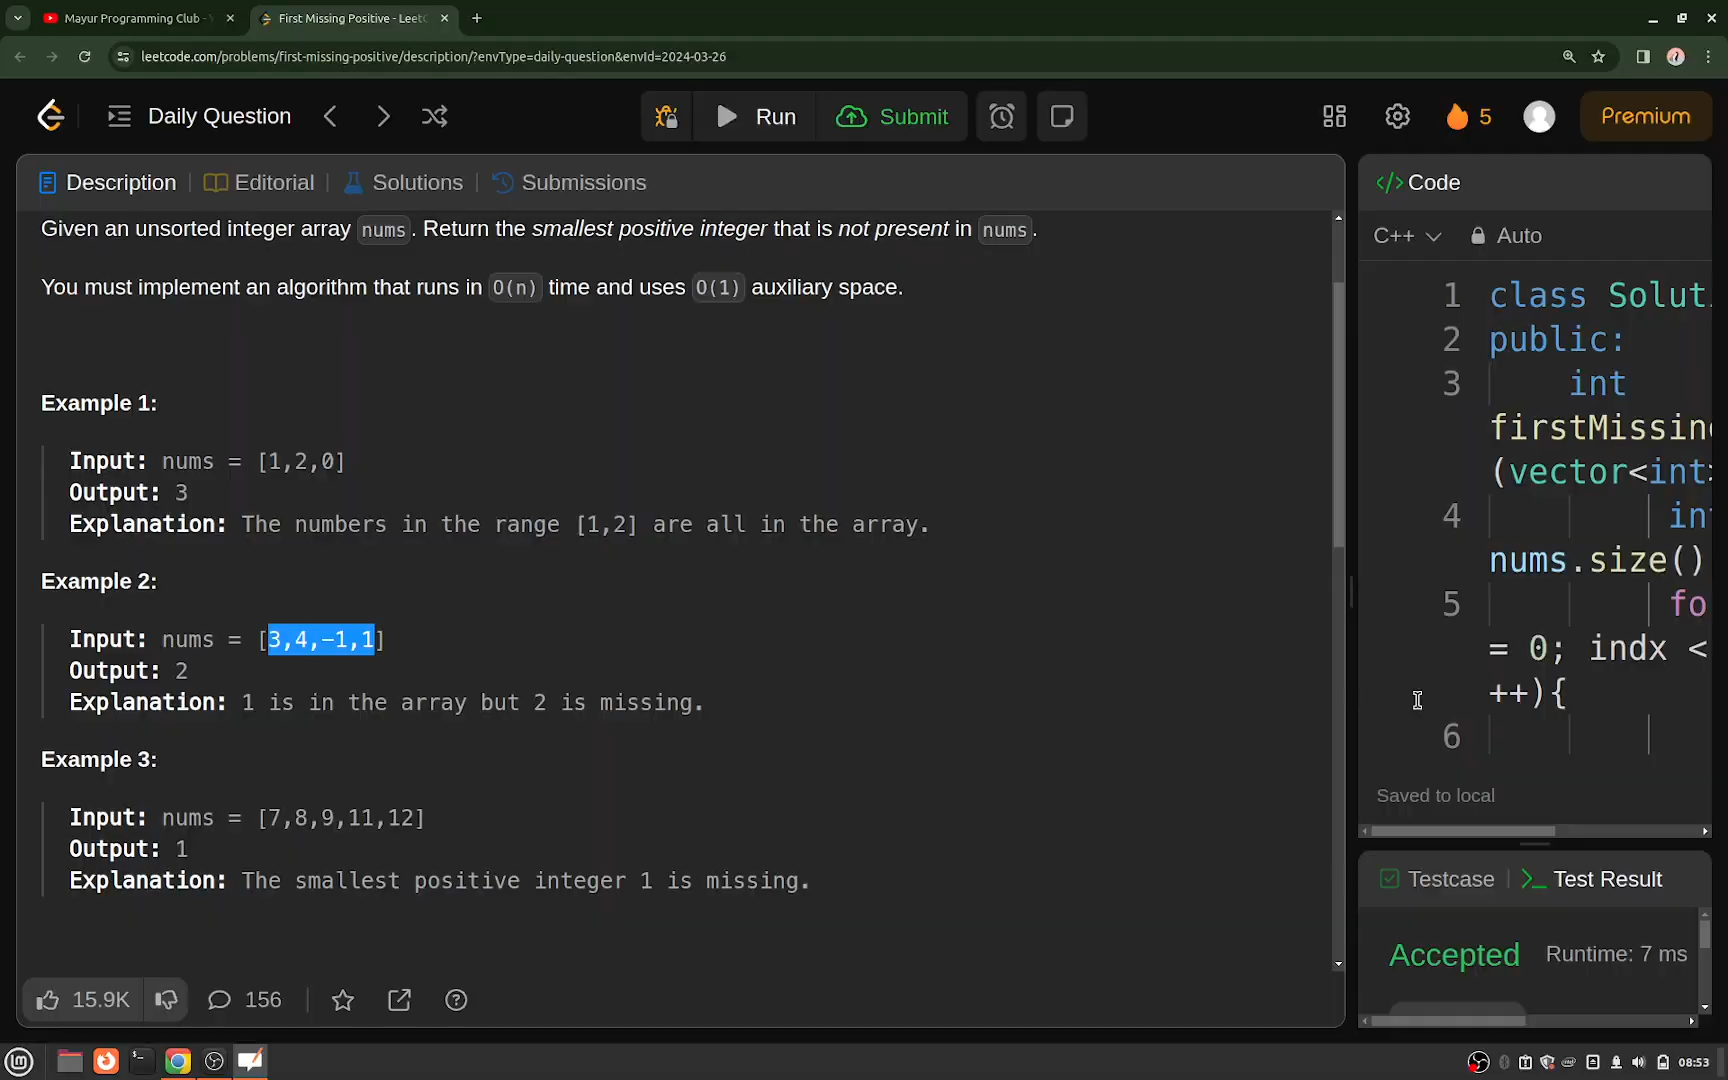 Mayur Programming Club -
First Missing Positive - LeetC
leetcode.com/problems/first-missing-positive/description/?envType=daily-question&envId=2024-03-26
Daily Question
Run
Submit
5
Premium
Description
Editorial
Solutions
Submissions
Given an unsorted integer array nums. Return the smallest positive integer that is not present in nums.
You must implement an algorithm that runs in O(n) time and uses O(1) auxiliary space.
Example 1:
Input: nums = [1,2,0]
Output: 3
Explanation: The numbers in the range [1,2] are all in the array.
Example 2:
Input: nums = [3,4,-1,1]
Output: 2
Explanation: 1 is in the array but 2 is missing.
Example 3:
Input: nums = [7,8,9,11,12]
Output: 1
Explanation: The smallest positive integer 1 is missing.
15.9K
156
</> Code
C++
Auto
1 class Solut
2 public:
3 int
firstMissin
(vector<int>
4 in
nums.size()
5 fo
= 0; indx <
++){
6
Saved to local
Testcase
Test Result
Accepted
Runtime: 7 ms
08:53